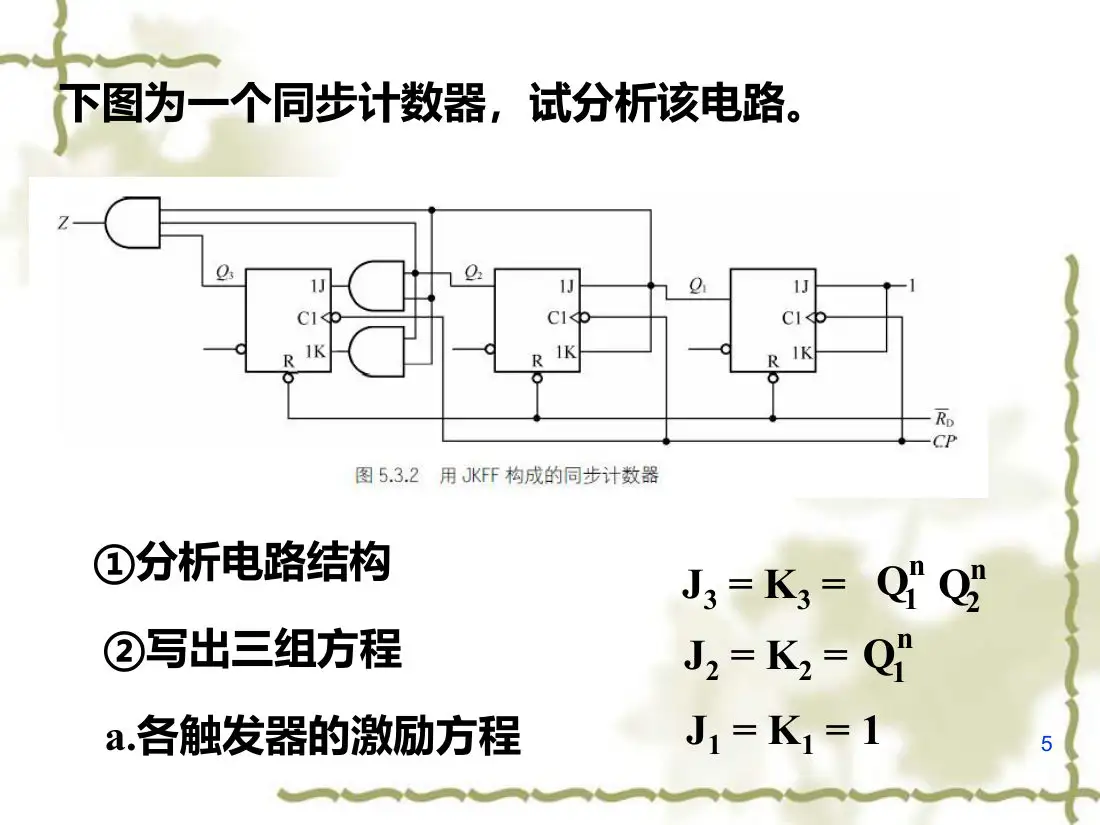 下图为一个同步计数器，试分析该电路。
Z
Q₃ 1J Q₂ 1J Q₁ 1J 1
C1 C1 C1
R 1K R 1K R 1K
R̅_D
CP
图 5.3.2 用 JKFF 构成的同步计数器
①分析电路结构
J₃ = K₃ = Q₁ⁿ Q₂ⁿ
②写出三组方程
J₂ = K₂ = Q₁ⁿ
a.各触发器的激励方程
J₁ = K₁ = 1
5